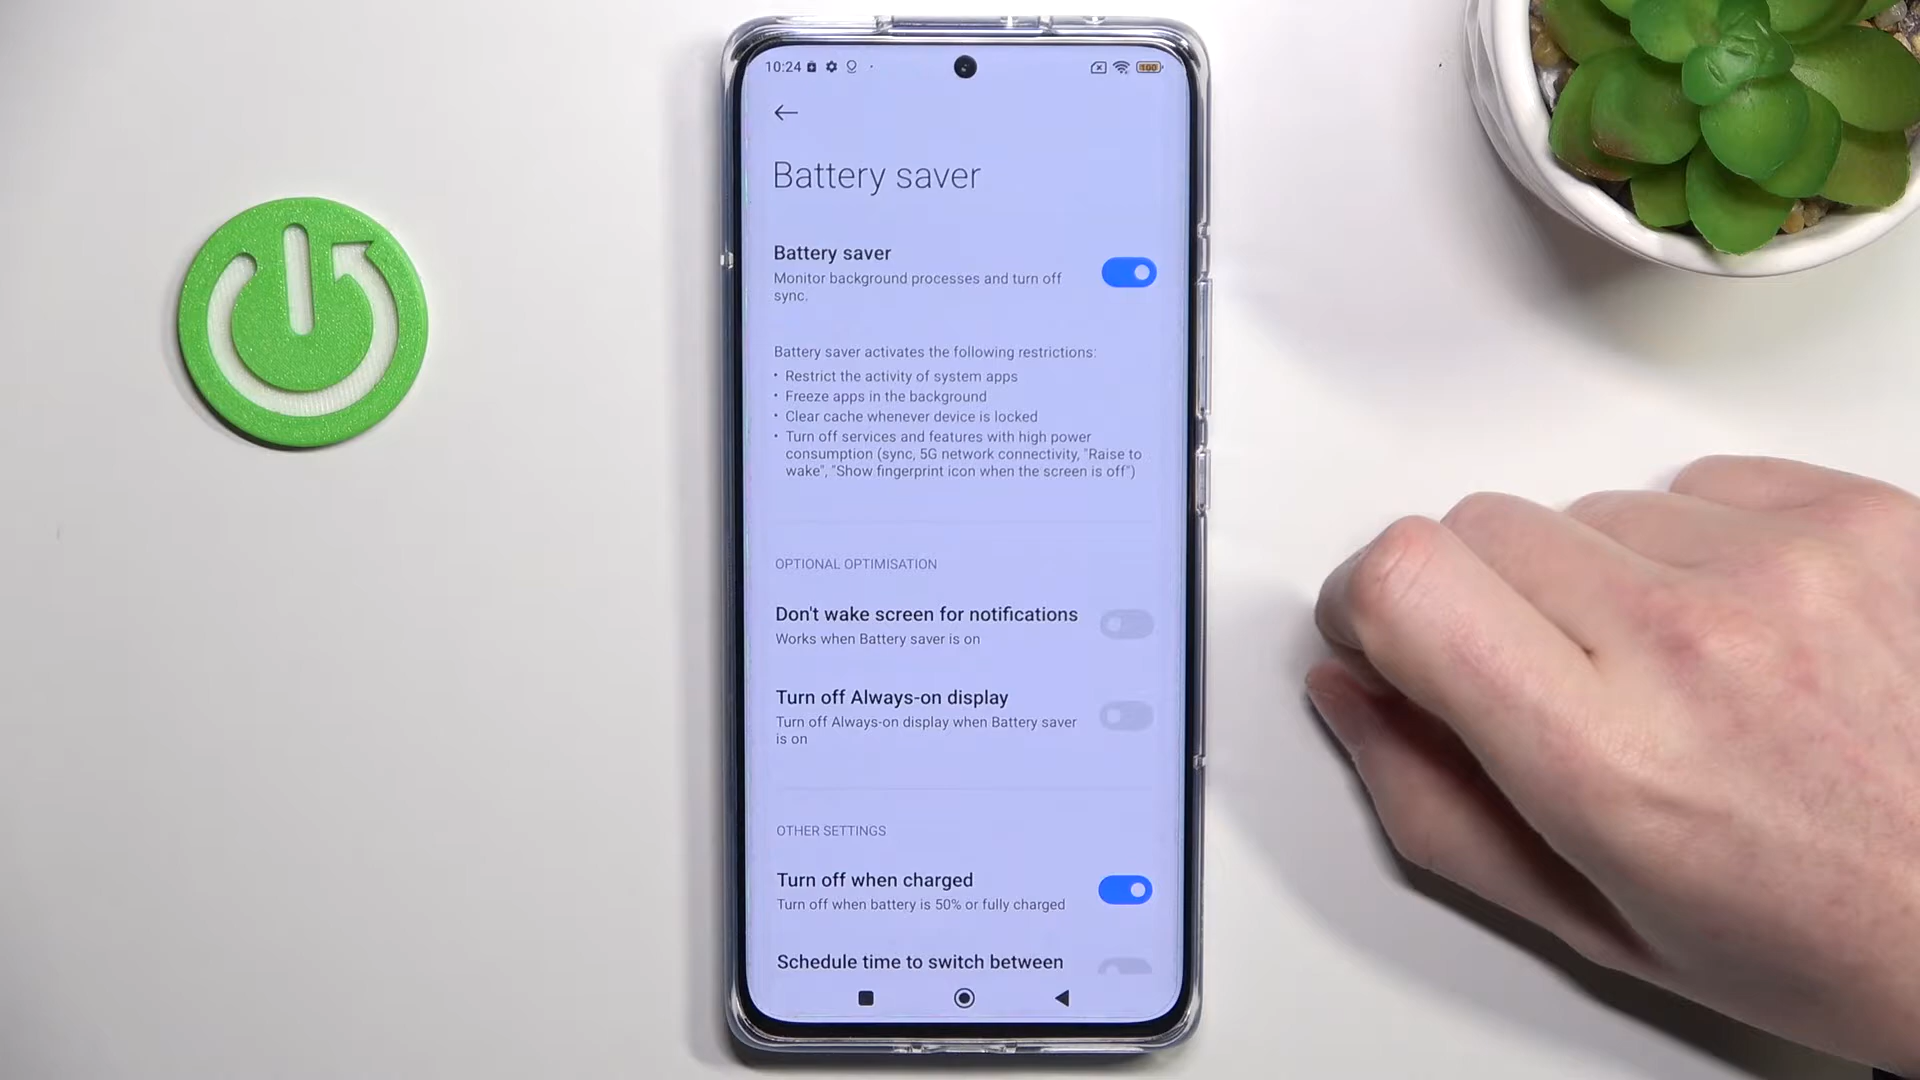 10:24
100
Battery saver
Battery saver
Monitor background processes and turn off
sync.
Battery saver activates the following restrictions:
• Restrict the activity of system apps
• Freeze apps in the background
• Clear cache whenever device is locked
• Turn off services and features with high power
consumption (sync, 5G network connectivity, "Raise to
wake", "Show fingerprint icon when the screen is off")
OPTIONAL OPTIMISATION
Don't wake screen for notifications
Works when Battery saver is on
Turn off Always-on display
Turn off Always-on display when Battery saver
is on
OTHER SETTINGS
Turn off when charged
Turn off when battery is 50% or fully charged
Schedule time to switch between